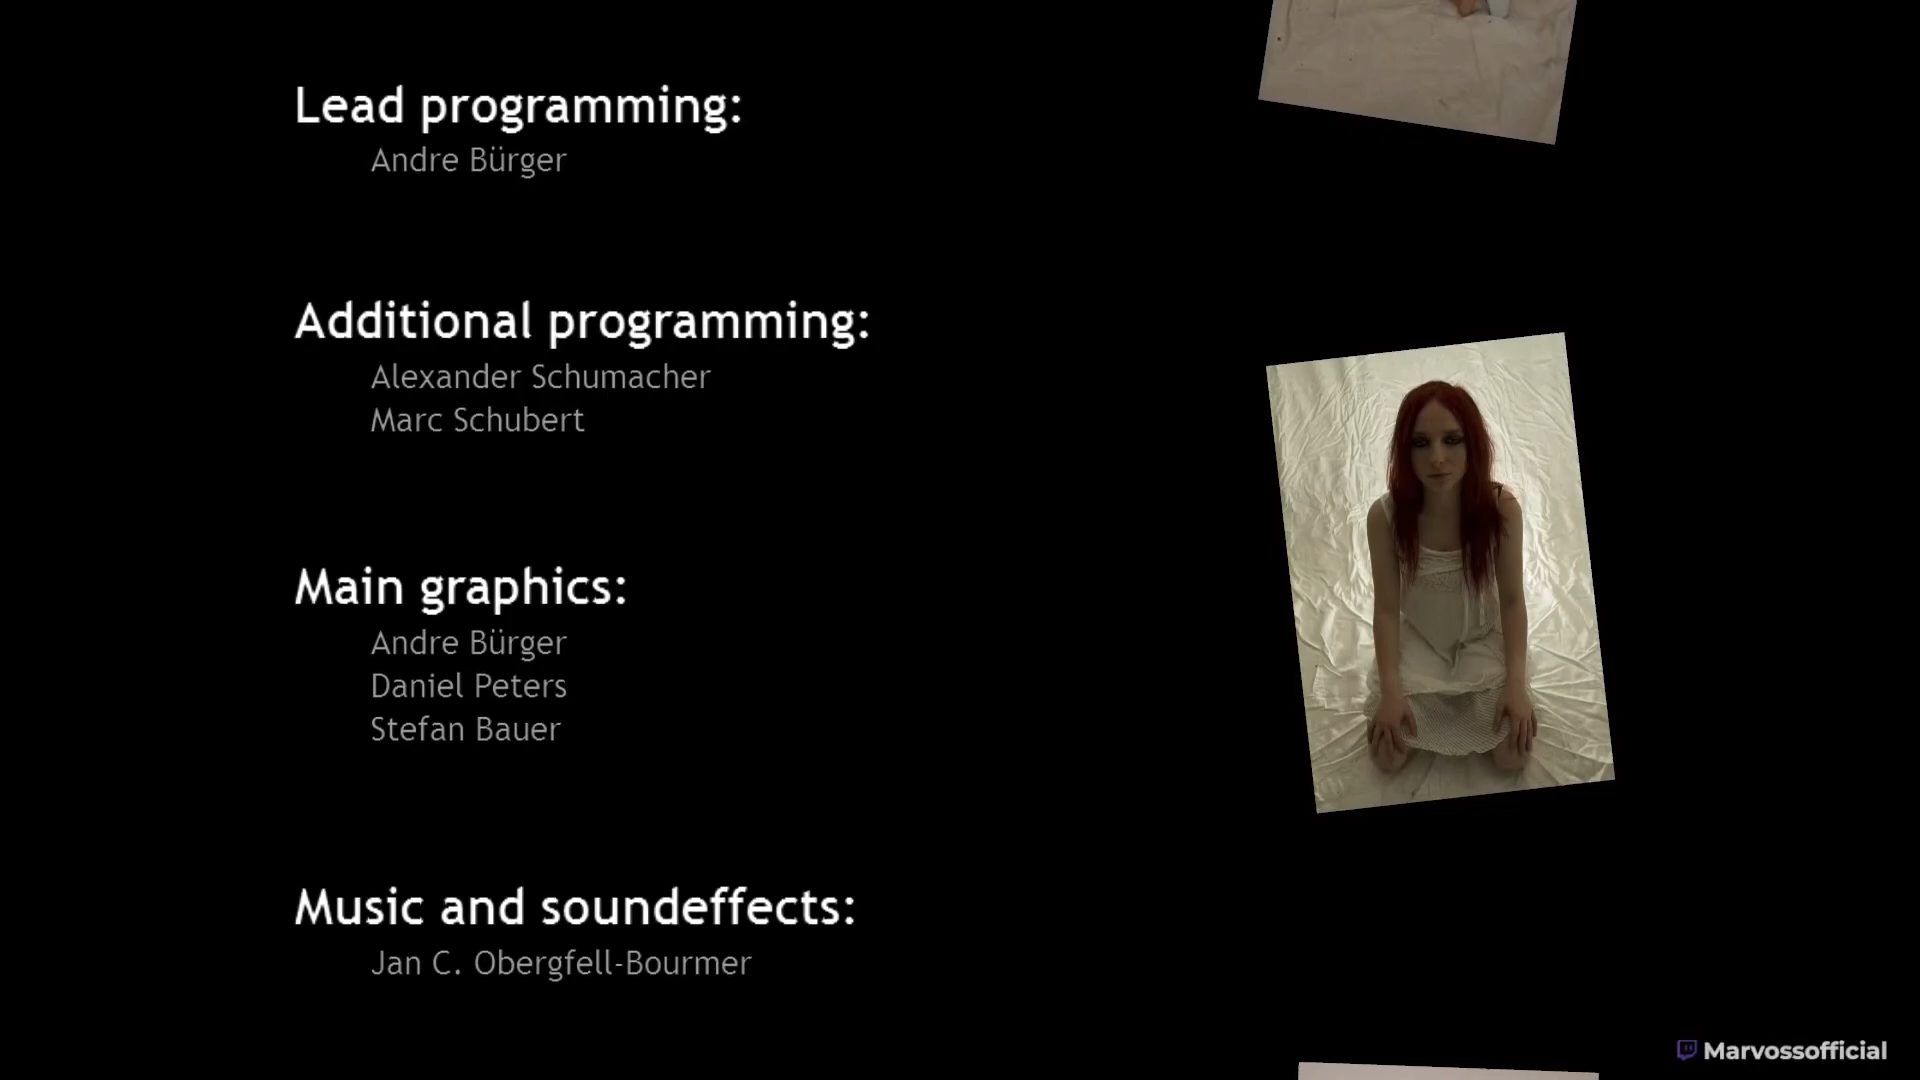 Lead programming:
Andre Bürger
Additional programming:
Alexander Schumacher
Marc Schubert
Main graphics:
Andre Bürger
Daniel Peters
Stefan Bauer
Music and soundeffects:
Jan C. Obergfell-Bourmer
Marvossofficial